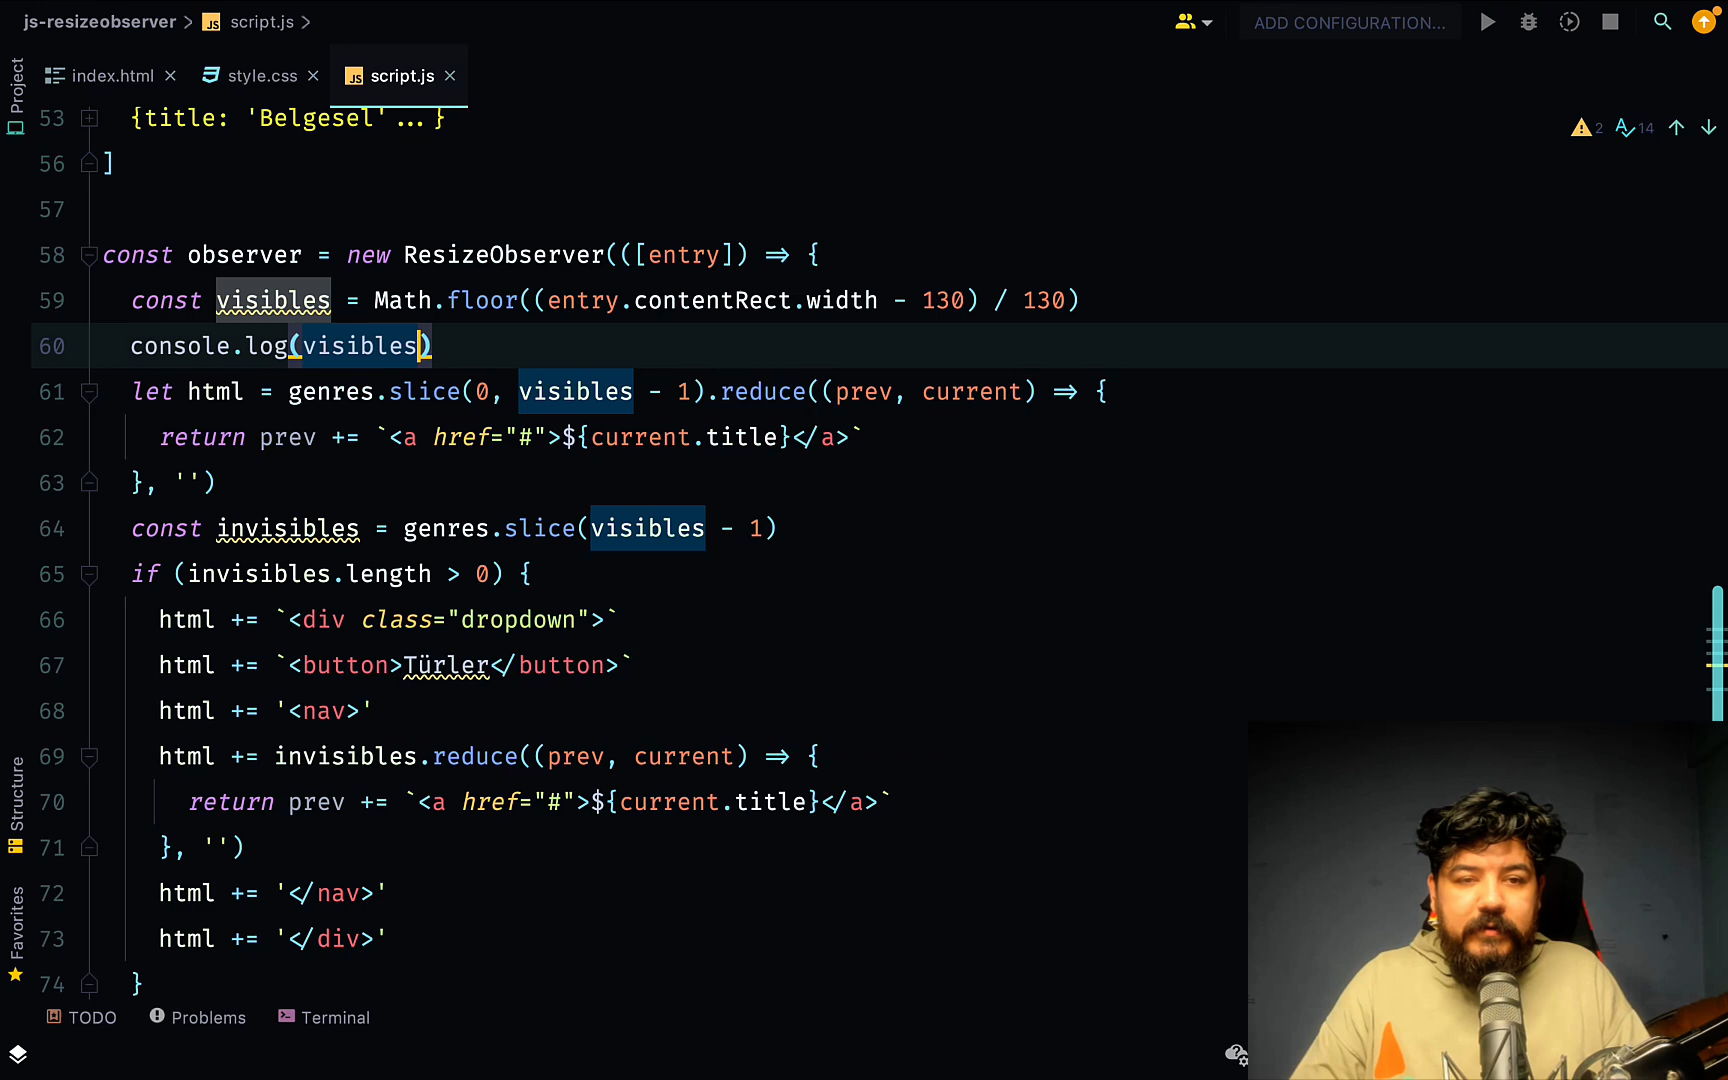 js-resizeobserver > script.js >
ADD CONFIGURATION...
Project
index.html
style.css
script.js
2 14
53 {title: 'Belgesel'...}
56 ]
57
58 const observer = new ResizeObserver(([entry]) => {
59 const visibles = Math.floor((entry.contentRect.width - 130) / 130)
60 console.log(visibles)
61 let html = genres.slice(0, visibles - 1).reduce((prev, current) => {
62 return prev += `<a href="#">${current.title}</a>`
63 }, '')
64 const invisibles = genres.slice(visibles - 1)
65 if (invisibles.length > 0) {
66 html += `<div class="dropdown">`
67 html += `<button>Türler</button>`
68 html += '<nav>'
69 html += invisibles.reduce((prev, current) => {
70 return prev += `<a href="#">${current.title}</a>`
71 }, '')
72 html += '</nav>'
73 html += '</div>'
74 }
Structure
Favorites
TODO
Problems
Terminal